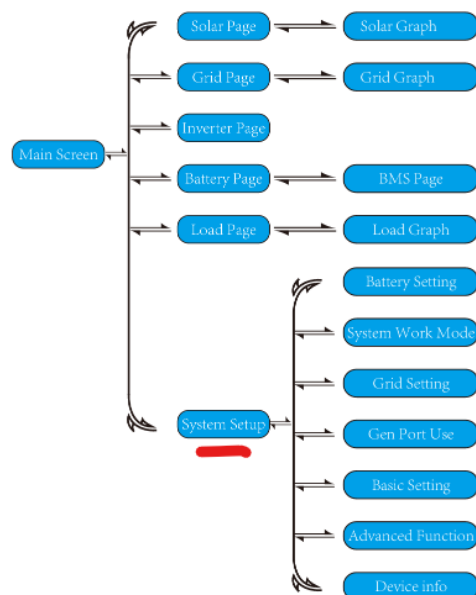 Solar Page
Solar Graph
Grid Page
Grid Graph
Inverter Page
Main Screen
Battery Page
BMS Page
Load Page
Load Graph
Battery Setting
System Work Mode
Grid Setting
System Setup
Gen Port Use
Basic Setting
Advanced Function
Device info